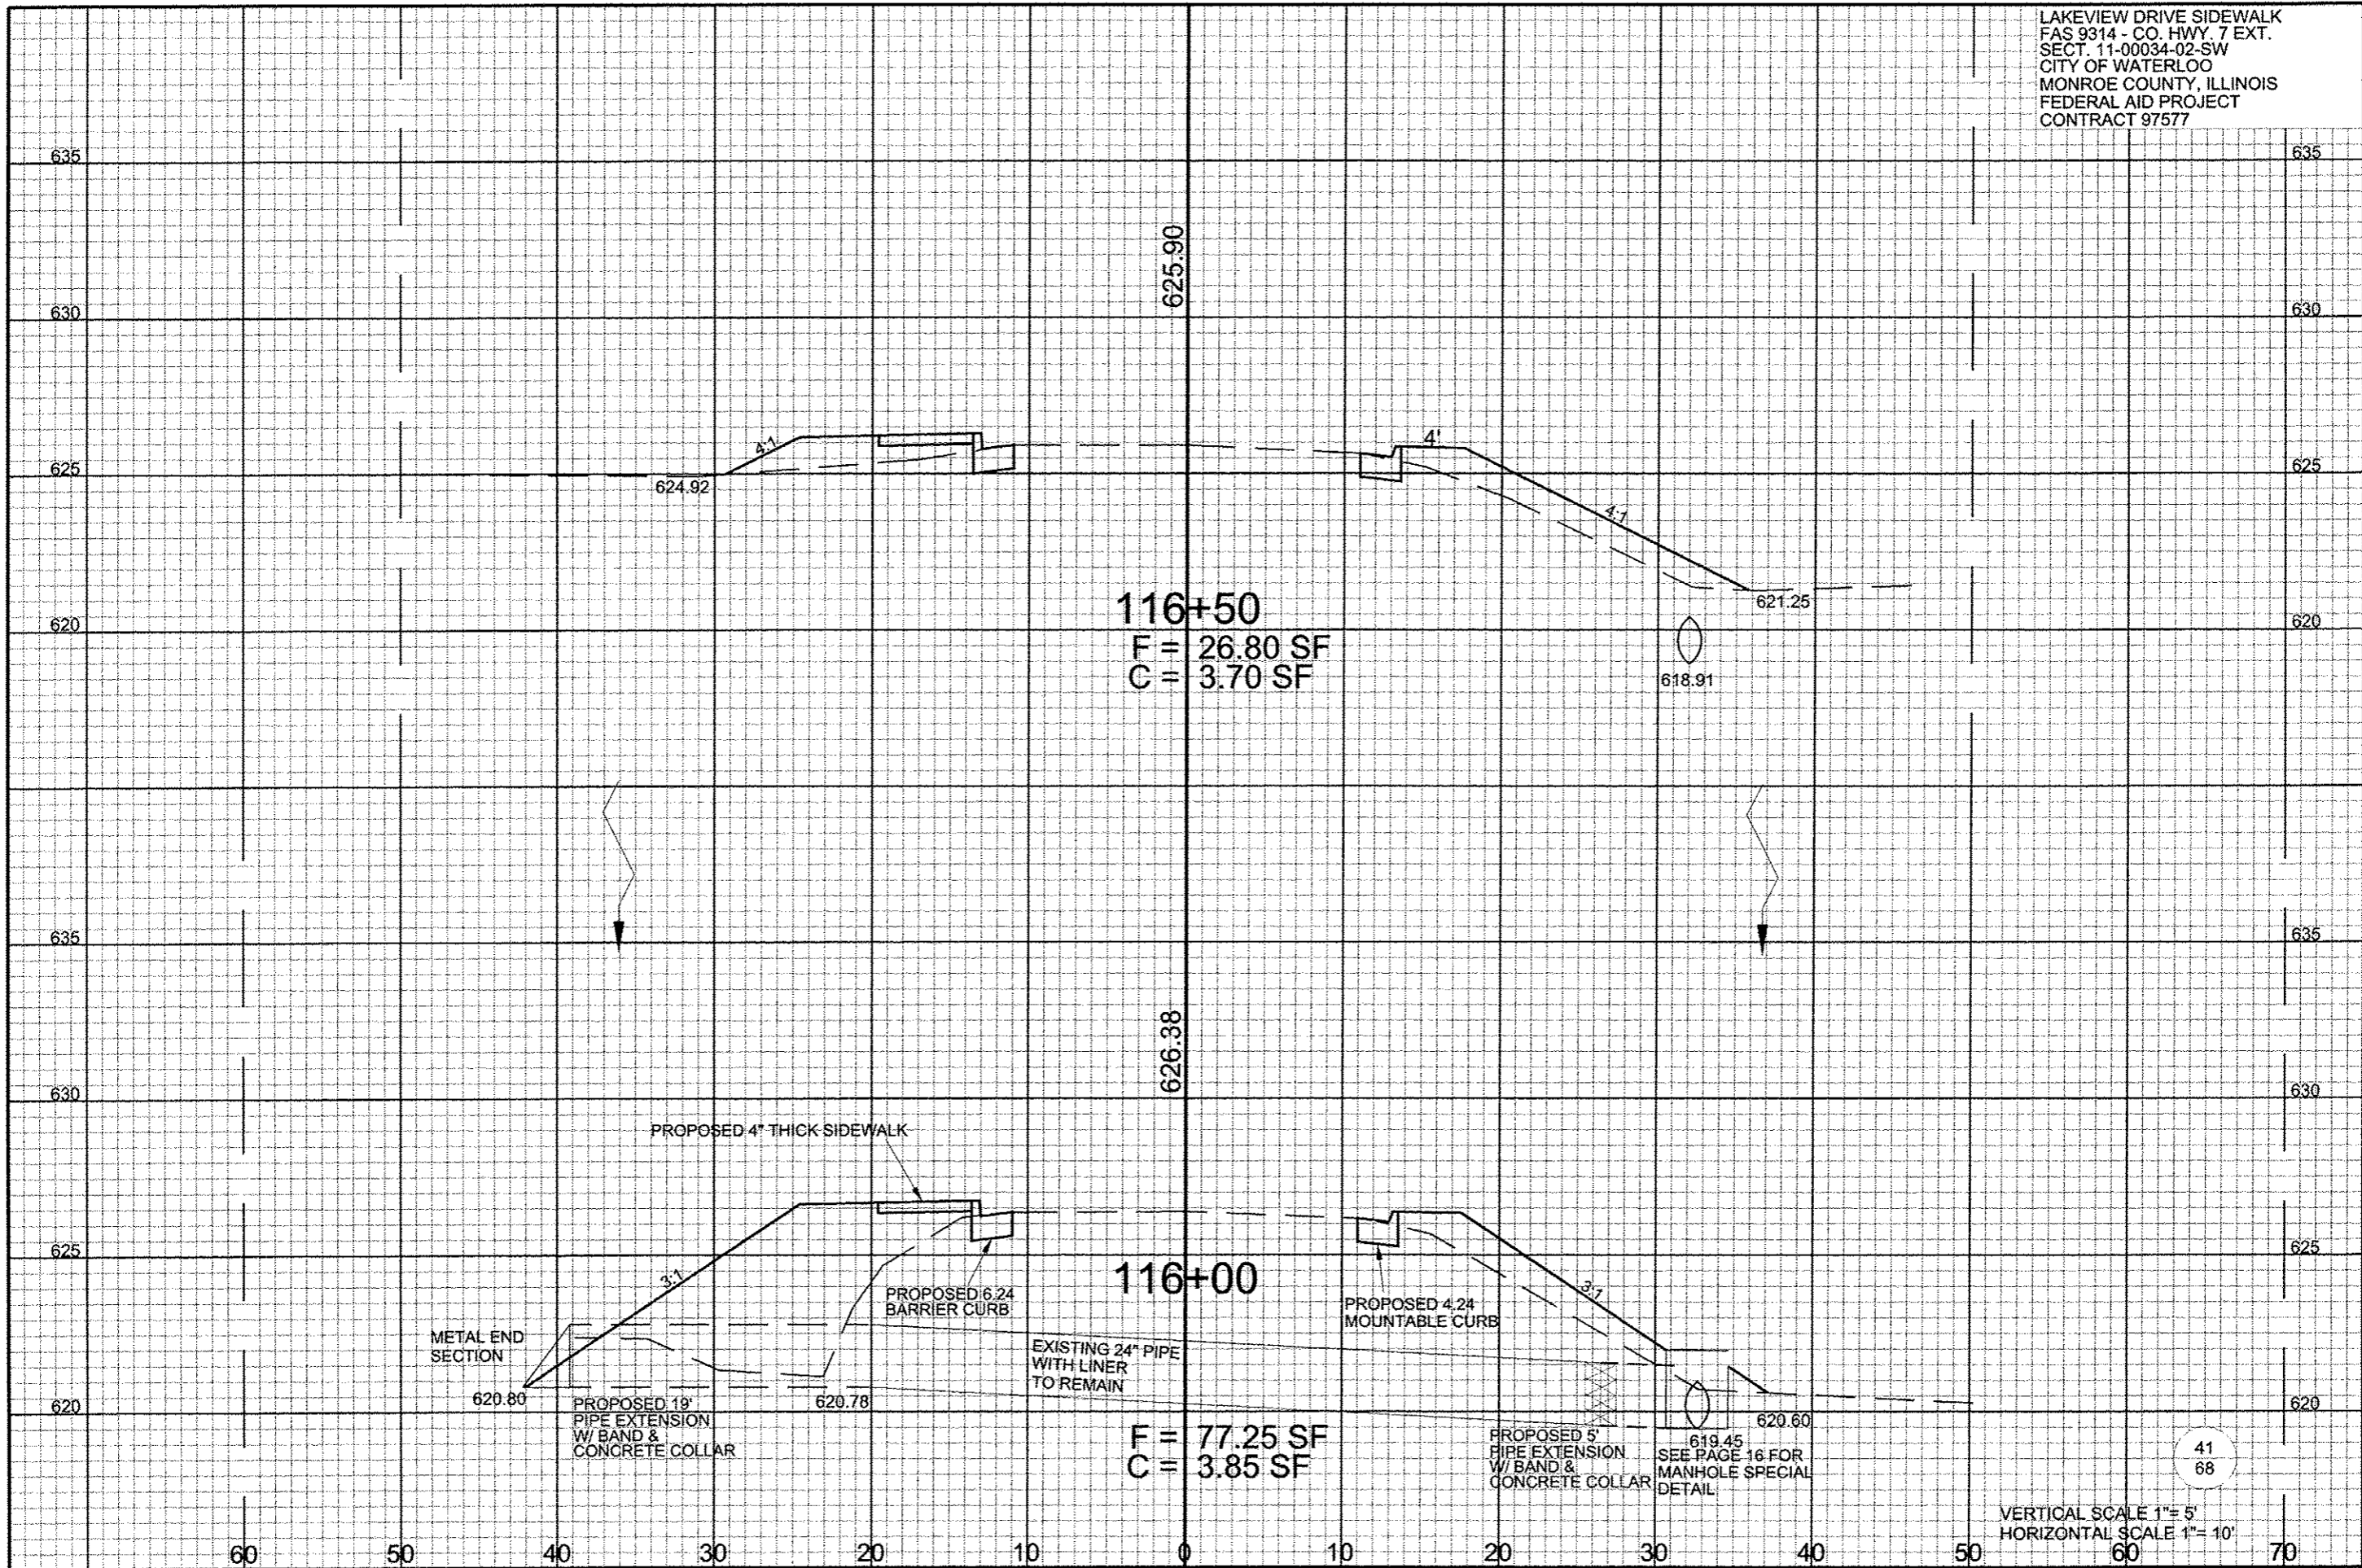 LAKEVIEW DRIVE SIDEWALK
FAS 9314 - CO. HWY. 7 EXT.
SECT. 11-00034-02-SW
CITY OF WATERLOO
MONROE COUNTY, ILLINOIS
FEDERAL AID PROJECT
CONTRACT 97577
635
635
625.90
630
630
4:1
4'
625
625
624.92
4:1
116+50
621.25
620
620
F = 26.80 SF
C = 3.70 SF
618.91
635
635
626.38
630
630
PROPOSED 4" THICK SIDEWALK
625
625
3:1
116+00
3:1
PROPOSED 6.24
BARRIER CURB
PROPOSED 4.24
MOUNTABLE CURB
METAL END
SECTION
EXISTING 24" PIPE
WITH LINER
TO REMAIN
620.80
620.78
620
620
620.60
PROPOSED 19'
PIPE EXTENSION
W/ BAND &
CONCRETE COLLAR
F = 77.25 SF
C = 3.85 SF
PROPOSED 5'
PIPE EXTENSION
W/ BAND &
CONCRETE COLLAR
619.45
SEE PAGE 16 FOR
MANHOLE SPECIAL
DETAIL
41
68
VERTICAL SCALE 1"= 5'
HORIZONTAL SCALE 1"= 10'
60 50 40 30 20 10 0 10 20 30 40 50 60 70